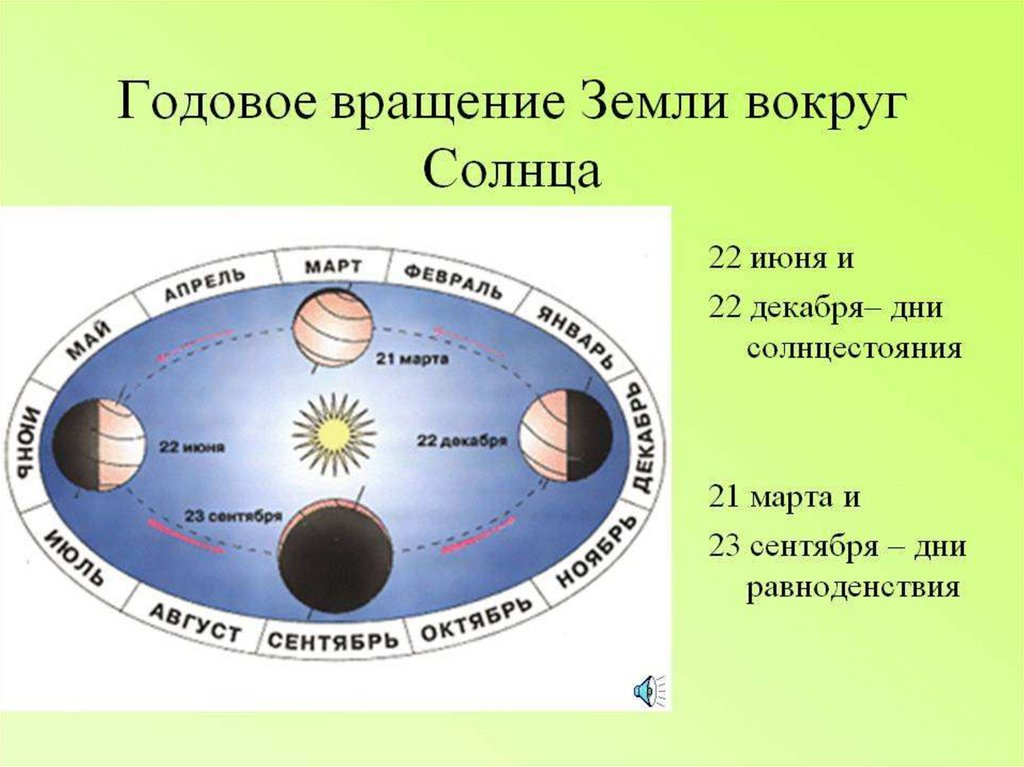 Годовое вращение Земли вокруг
Солнца
МАРТ
ФЕВРАЛЬ
ЯНВАРЬ
ДЕКАБРЬ
НОЯБРЬ
ОКТЯБРЬ
СЕНТЯБРЬ
АВГУСТ
ИЮЛЬ
ИЮНЬ
МАЙ
АПРЕЛЬ
21 марта
22 июня
22 декабря
23 сентября
22 июня и
22 декабря– дни
солнцестояния
21 марта и
23 сентября – дни
равноденствия